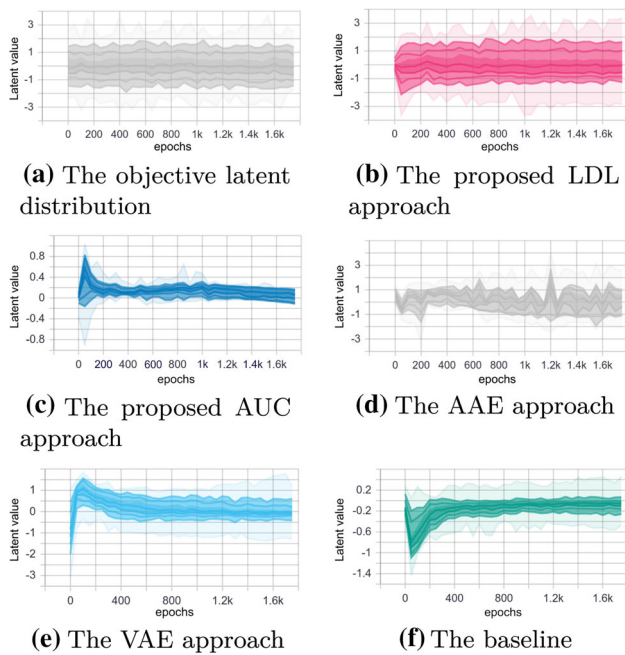 3
1
-1
-3
Latent value
0 200 400 600 800 1k 1.2k 1.6k
epochs
(a) The objective latent
distribution
3
1
-1
-3
Latent value
0 200 400 600 800 1k 1.2k 1.6k
epochs
(b) The proposed LDL
approach
0.8
0.4
0
-0.4
-0.8
Latent value
0 200 400 600 800 1k 1.2k 1.4k 1.6k
epochs
(c) The proposed AUC
approach
3
1
-1
-3
Latent value
0 200 400 600 800 1k 1.2k 1.6k
epochs
(d) The AAE approach
1
0
-1
-2
-3
Latent value
0 400 800 1.2k 1.6k
epochs
(e) The VAE approach
0.2
-0.2
-0.6
-1
-1.4
Latent value
0 400 800 1.2k 1.6k
epochs
(f) The baseline